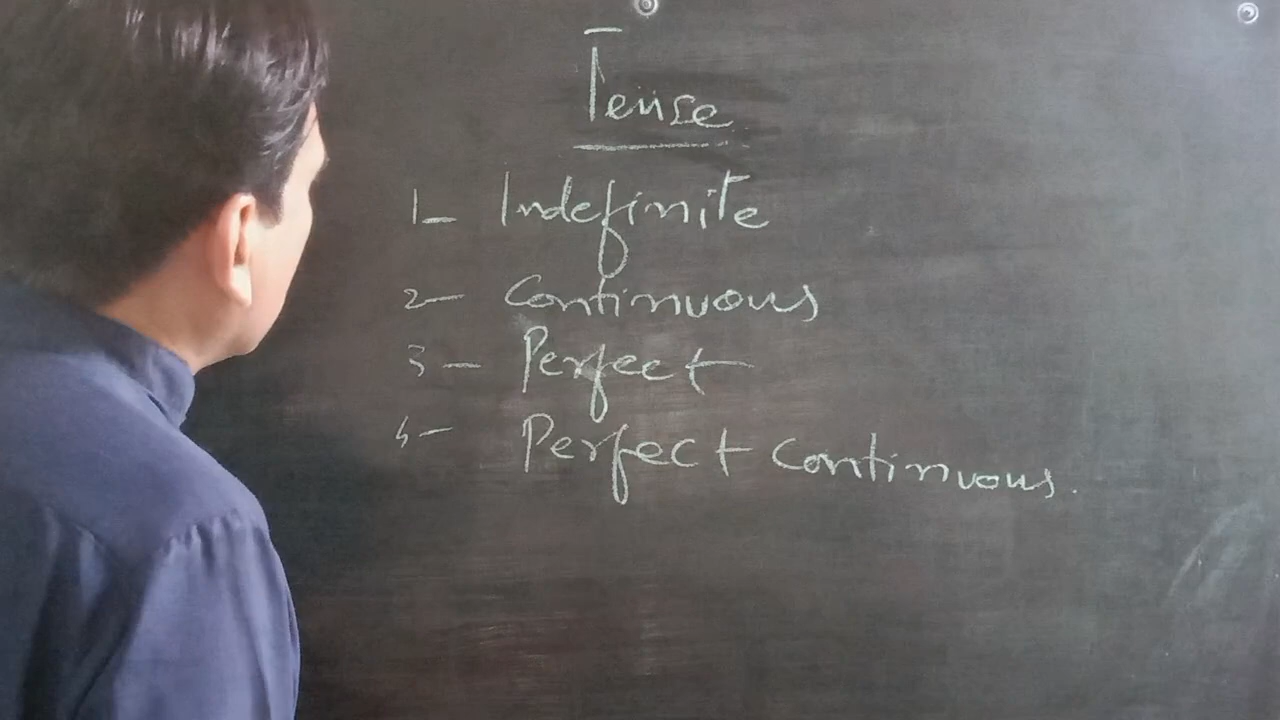 Tense
1- Indefinite
2- Continuous
3- Perfect
4- Perfect Continuous.